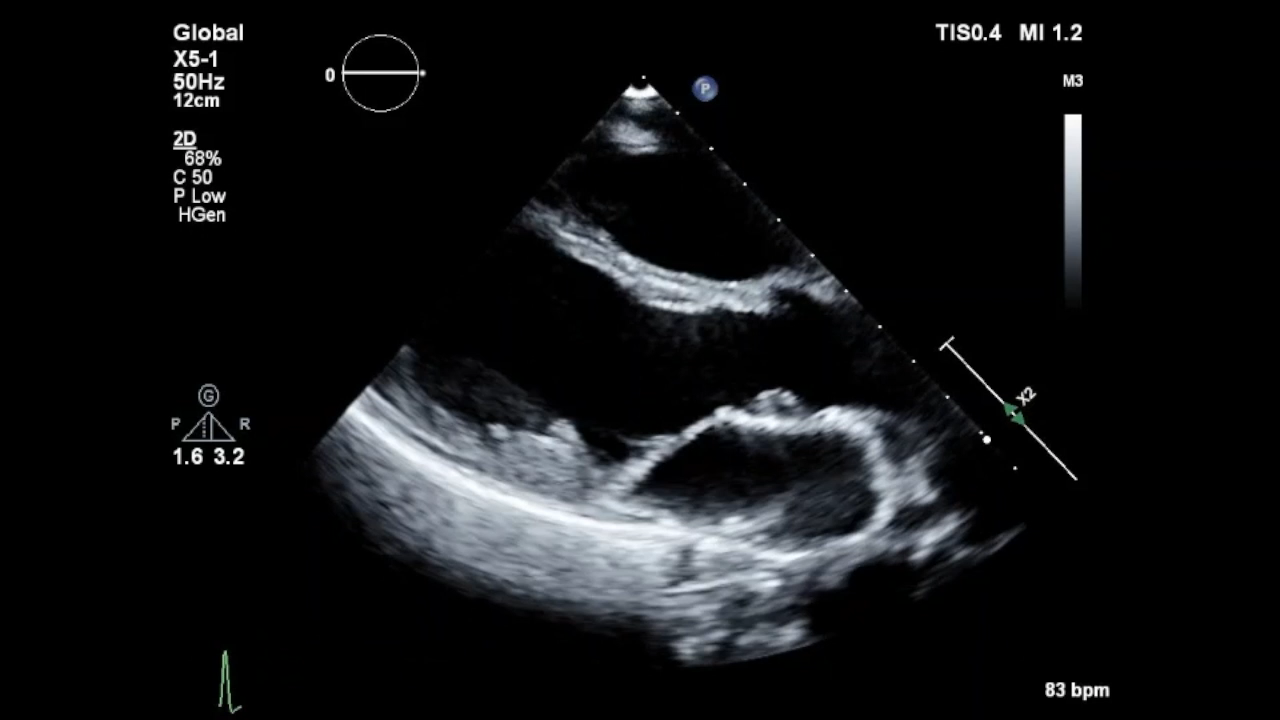 Global
X5-1
50Hz
12cm
0
2D
68%
C 50
P Low
HGen
P
TIS0.4 MI 1.2
M3
X2
G
P R
1.6 3.2
83 bpm